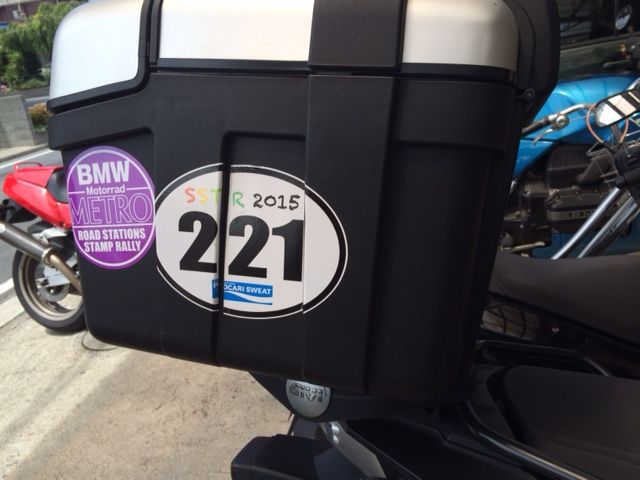 BMW
Motorrad
METRO
ROAD STATIONS
STAMP RALLY
SSTR 2015
221
POCARI SWEAT